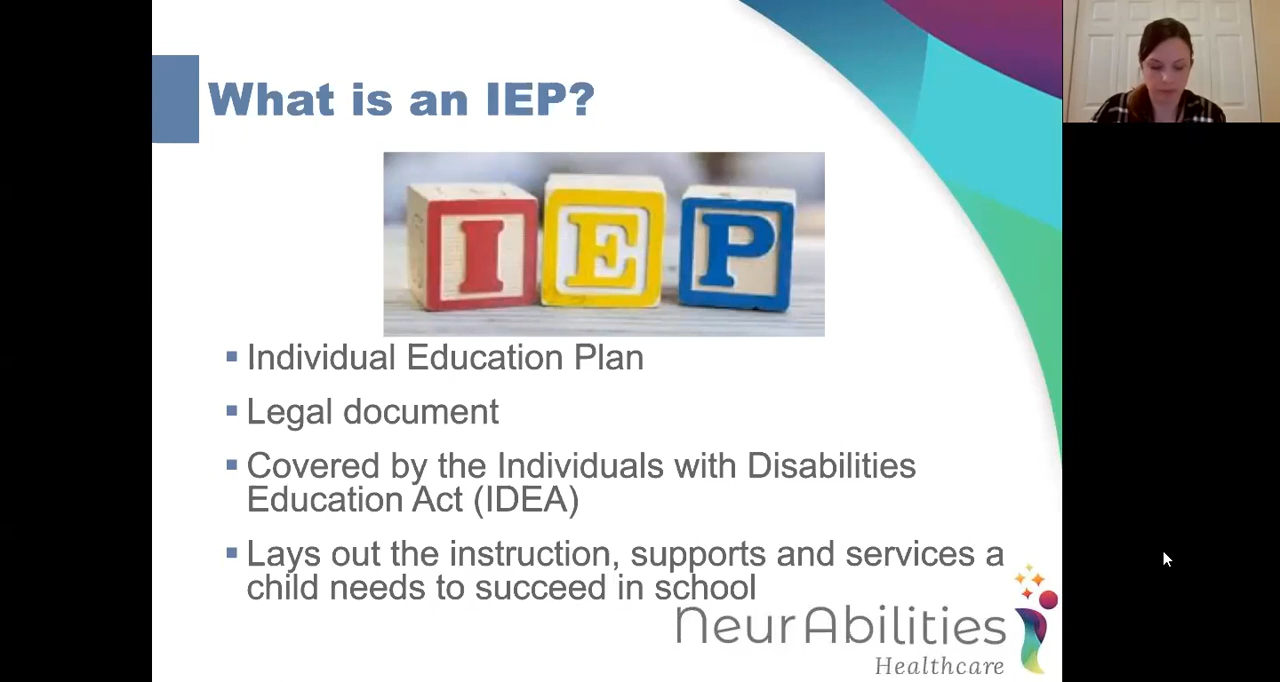 What is an IEP?
I E P
Individual Education Plan
Legal document
Covered by the Individuals with Disabilities
Education Act (IDEA)
Lays out the instruction, supports and services a
child needs to succeed in school
NeurAbilities
Healthcare